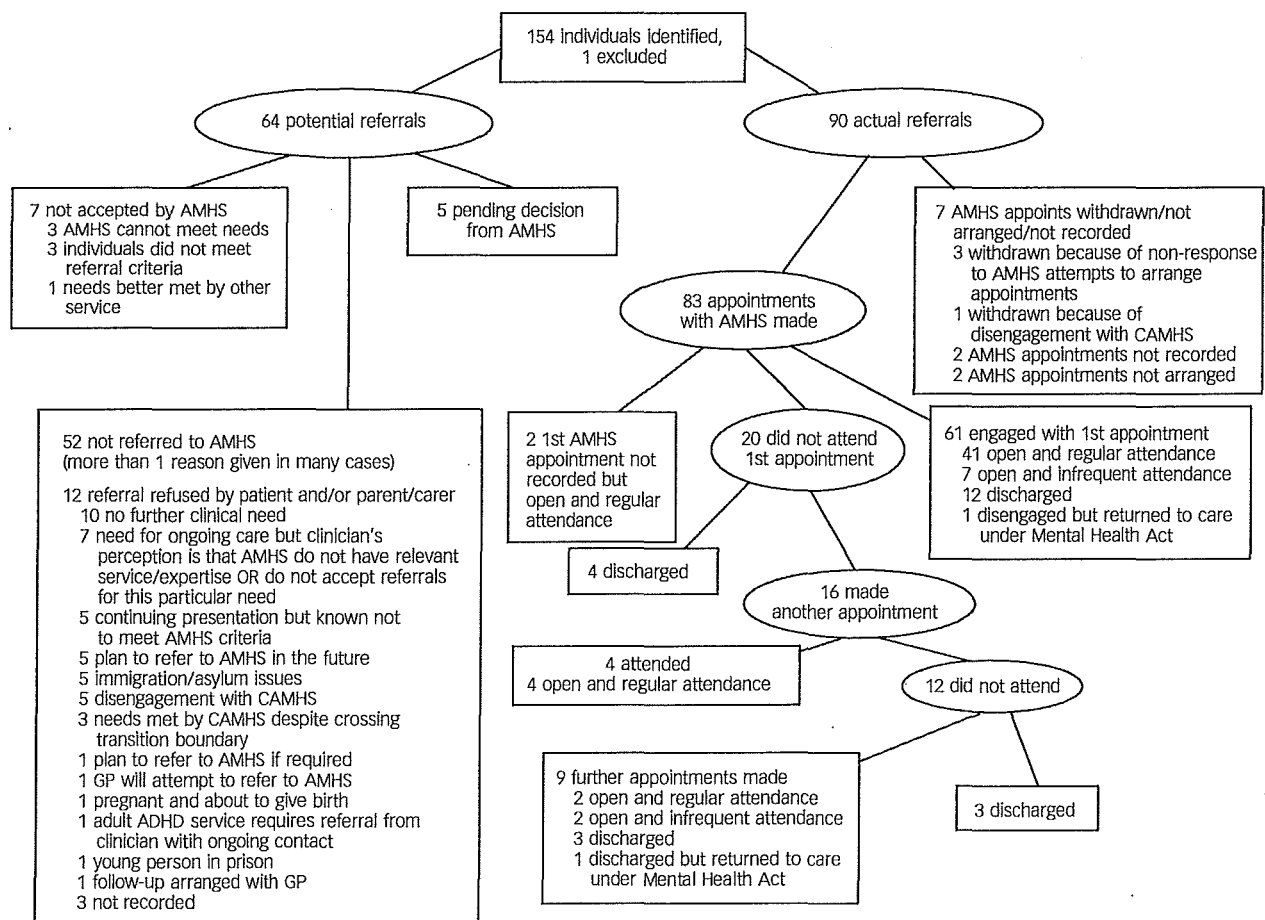 154 individuals identified,
1 excluded
64 potential referrals
90 actual referrals
7 not accepted by AMHS
3 AMHS cannot meet needs
3 individuals did not meet
referral criteria
1 needs better met by other
service
5 pending decision
from AMHS
7 AMHS appoints withdrawn/not
arranged/not recorded
3 withdrawn because of non-response
to AMHS attempts to arrange
appointments
1 withdrawn because of
disengagement with CAMHS
2 AMHS appointments not recorded
2 AMHS appointments not arranged
83 appointments
with AMHS made
52 not referred to AMHS
(more than 1 reason given in many cases)
12 referral refused by patient and/or parent/carer
10 no further clinical need
7 need for ongoing care but clinician's
perception is that AMHS do not have relevant
service/expertise OR do not accept referrals
for this particular need
5 continuing presentation but known not
to meet AMHS criteria
5 plan to refer to AMHS in the future
5 immigration/asylum issues
5 disengagement with CAMHS
3 needs met by CAMHS despite crossing
transition boundary
1 plan to refer to AMHS if required
1 GP will attempt to refer to AMHS
1 pregnant and about to give birth
1 adult ADHD service requires referral from
clinician witih ongoing contact
1 young person in prison
1 follow-up arranged with GP
3 not recorded
2 1st AMHS
appointment not
recorded but
open and regular
attendance
20 did not attend
1st appointment
61 engaged with 1st appointment
41 open and regular attendance
7 open and infrequent attendance
12 discharged
1 disengaged but returned to care
under Mental Health Act
4 discharged
16 made
another appointment
4 attended
4 open and regular attendance
12 did not attend
9 further appointments made
2 open and regular attendance
2 open and infrequent attendance
3 discharged
1 discharged but returned to care
under Mental Health Act
3 discharged